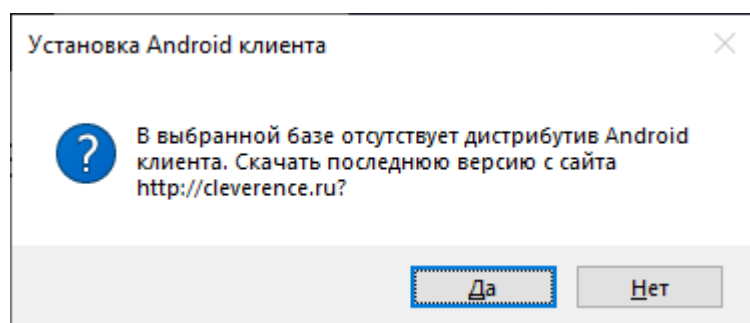 Установка Android клиента
В выбранной базе отсутствует дистрибутив Android
клиента. Скачать последнюю версию с сайта
http://cleverence.ru?
Да
Нет